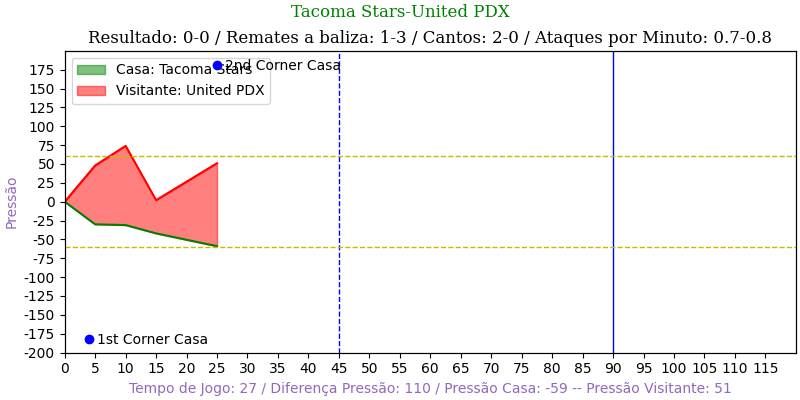 Tacoma Stars-United PDX
Resultado: 0-0 / Remates a baliza: 1-3 / Cantos: 2-0 / Ataques por Minuto: 0.7-0.8
Casa: Tacoma Stars
2nd Corner Casa
Visitante: United PDX
1st Corner Casa
Pressão
175
150
125
100
75
50
25
0
-25
-50
-75
-100
-125
-150
-175
-200
0 5 10 15 20 25 30 35 40 45 50 55 60 65 70 75 80 85 90 95 100 105 110 115
Tempo de Jogo: 27 / Diferença Pressão: 110 / Pressão Casa: -59 -- Pressão Visitante: 51